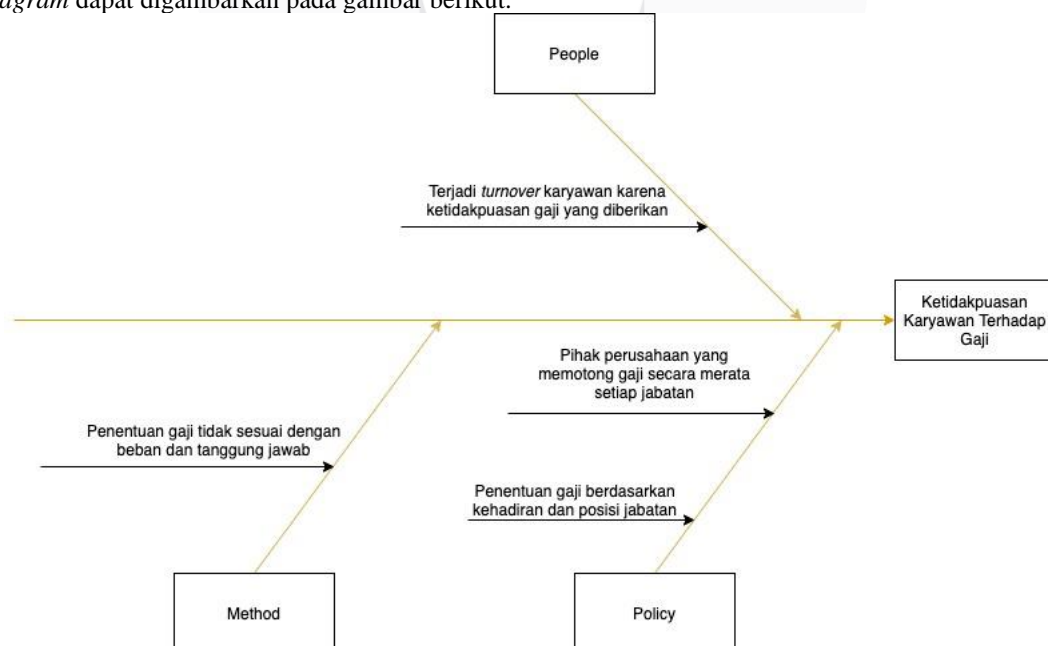 agram dapat digambarkan pada gambar berikut.
People
Terjadi turnover karyawan karena
ketidakpuasan gaji yang diberikan
Ketidakpuasan
Karyawan Terhadap
Gaji
Pihak perusahaan yang
memotong gaji secara merata
setiap jabatan
Penentuan gaji tidak sesuai dengan
beban dan tanggung jawab
Penentuan gaji berdasarkan
kehadiran dan posisi jabatan
Method
Policy